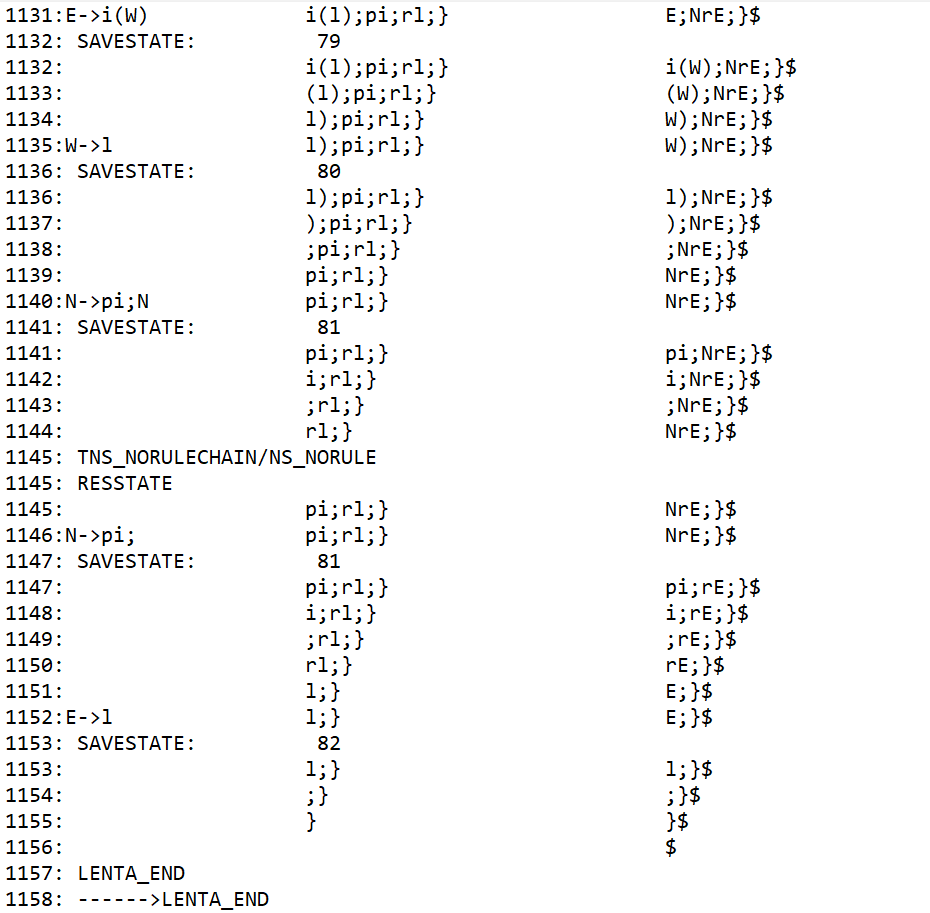 1131:E->i(W)             i(l);pi;rl;}                  E;NrE;}$
1132: SAVESTATE:          79
1132:                    i(l);pi;rl;}                  i(W);NrE;}$
1133:                    (l);pi;rl;}                   (W);NrE;}$
1134:                    l);pi;rl;}                    W);NrE;}$
1135:W->l                l);pi;rl;}                    W);NrE;}$
1136: SAVESTATE:          80
1136:                    l);pi;rl;}                    l);NrE;}$
1137:                    );pi;rl;}                     );NrE;}$
1138:                    ;pi;rl;}                      ;NrE;}$
1139:                    pi;rl;}                       NrE;}$
1140:N->pi;N             pi;rl;}                       NrE;}$
1141: SAVESTATE:          81
1141:                    pi;rl;}                       pi;NrE;}$
1142:                    i;rl;}                        i;NrE;}$
1143:                    ;rl;}                         ;NrE;}$
1144:                    rl;}                          NrE;}$
1145: TNS_NORULECHAIN/NS_NORULE
1145: RESSTATE
1145:                    pi;rl;}                       NrE;}$
1146:N->pi;              pi;rl;}                       NrE;}$
1147: SAVESTATE:          81
1147:                    pi;rl;}                       pi;rE;}$
1148:                    i;rl;}                        i;rE;}$
1149:                    ;rl;}                         ;rE;}$
1150:                    rl;}                          rE;}$
1151:                    l;}                           E;}$
1152:E->l                l;}                           E;}$
1153: SAVESTATE:          82
1153:                    l;}                           l;}$
1154:                    ;}                            ;}$
1155:                    }                             }$
1156:                                                  $
1157: LENTA_END
1158: ------>LENTA_END